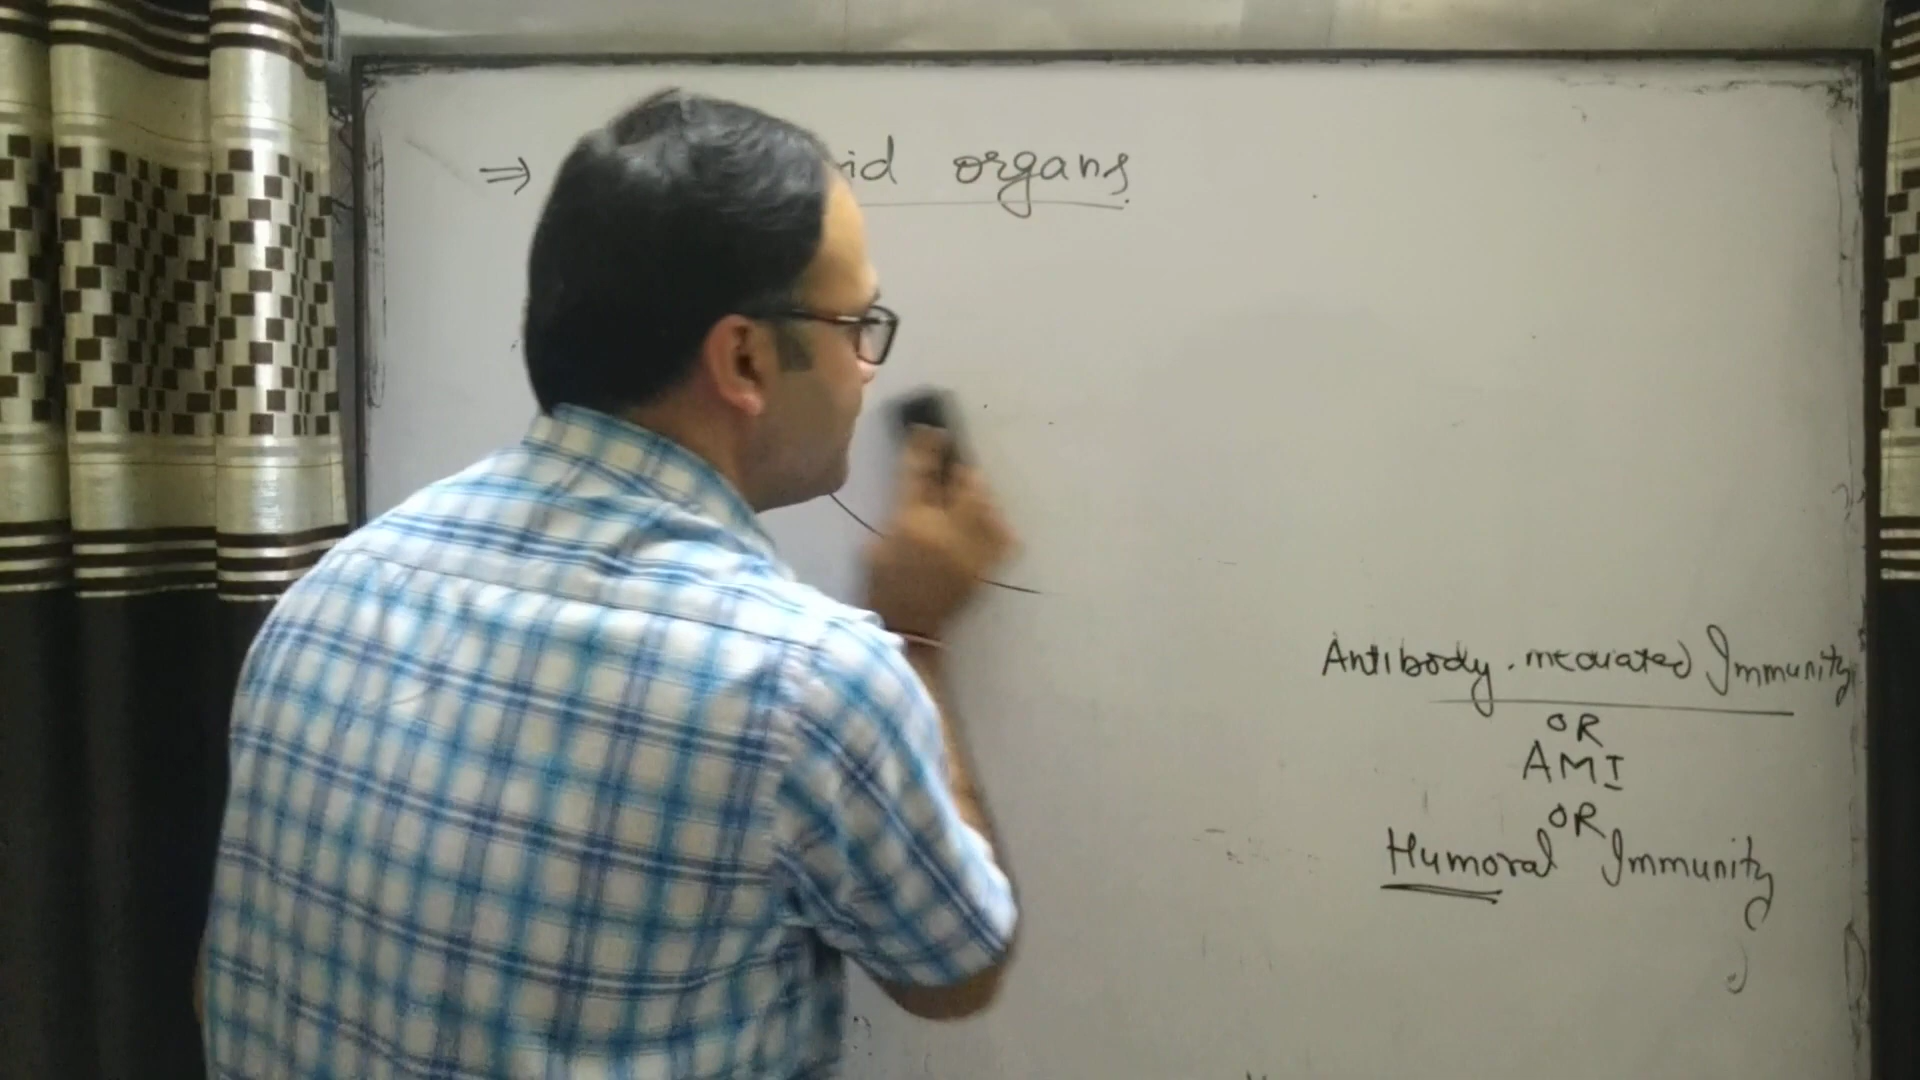 ⇒ id organs
Antibody-mediated Immunity
OR
AMI
OR
Humoral Immunity